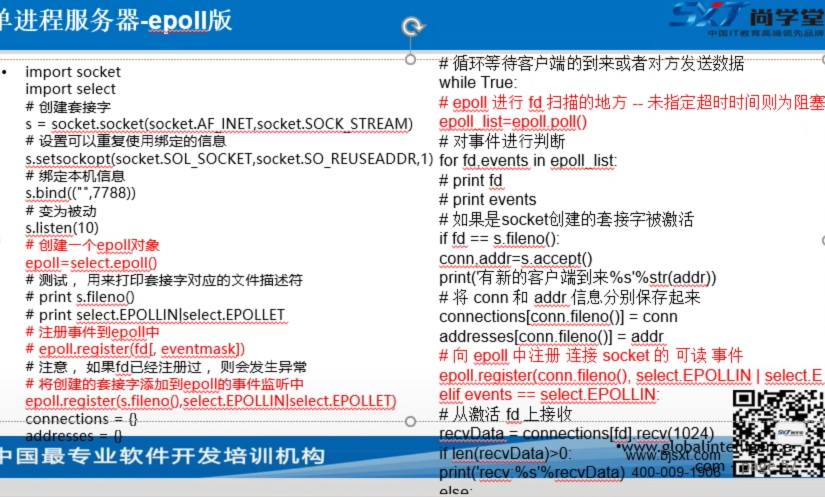 单进程服务器-epoll版
SXT 尚学堂
中国IT教育高端领先品牌
• import socket
import select
# 创建套接字
s = socket.socket(socket.AF_INET,socket.SOCK_STREAM)
# 设置可以重复使用绑定的信息
s.setsockopt(socket.SOL_SOCKET,socket.SO_REUSEADDR,1)
# 绑定本机信息
s.bind(("",7788))
# 变为被动
s.listen(10)
# 创建一个epoll对象
epoll=select.epoll()
# 测试 ，用来打印套接字对应的文件描述符
# print s.fileno()
# print select.EPOLLIN|select.EPOLLET
# 注册事件到epoll中
# epoll.register(fd[, eventmask])
# 注意 ，如果fd已经注册过 ，则会发生异常
# 将创建的套接字添加到epoll的事件监听中
epoll.register(s.fileno(),select.EPOLLIN|select.EPOLLET)
connections = {}
addresses = {}
# 循环等待客户端的到来或者对方发送数据
while True:
# epoll 进行 fd 扫描的地方 -- 未指定超时时间则为阻塞
epoll_list=epoll.poll()
# 对事件进行判断
for fd,events in epoll_list:
# print fd
# print events
# 如果是socket创建的套接字被激活
if fd == s.fileno():
conn,addr=s.accept()
print('有新的客户端到来%s'%str(addr))
# 将 conn 和 addr 信息分别保存起来
connections[conn.fileno()] = conn
addresses[conn.fileno()] = addr
# 向 epoll 中注册 连接 socket 的 可读 事件
epoll.register(conn.fileno(), select.EPOLLIN | select.E
elif events == select.EPOLLIN:
# 从激活 fd 上接收
recvData = connections[fd].recv(1024)
if len(recvData)>0:
print('recv:%s'%recvData)
else:
中国最专业软件开发培训机构
www.bjsxt.com
400-009-1906